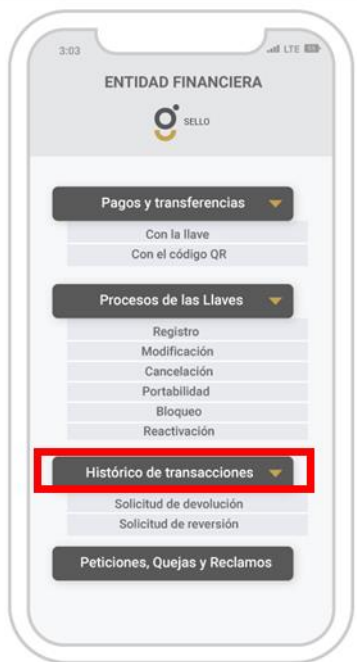 3:03 LTE
ENTIDAD FINANCIERA
SELLO
Pagos y transferencias
Con la llave
Con el código QR
Procesos de las Llaves
Registro
Modificación
Cancelación
Portabilidad
Bloqueo
Reactivación
Histórico de transacciones
Solicitud de devolución
Solicitud de reversión
Peticiones, Quejas y Reclamos